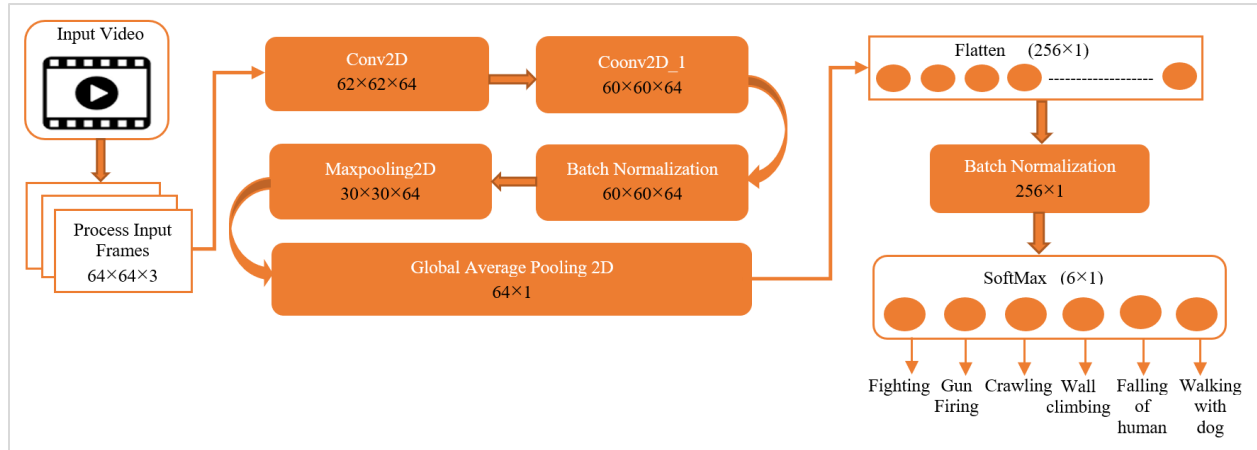 Input Video
Process Input
Frames
64×64×3
Conv2D
62×62×64
Coonv2D_1
60×60×64
Batch Normalization
60×60×64
Maxpooling2D
30×30×64
Global Average Pooling 2D
64×1
Flatten (256×1)
Batch Normalization
256×1
SoftMax (6×1)
Fighting
Gun
Firing
Crawling
Wall
climbing
Falling
of
human
Walking
with
dog